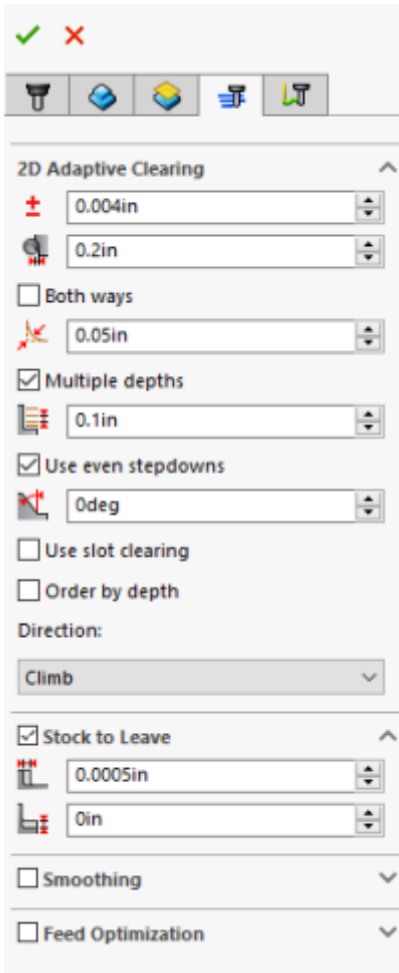 2D Adaptive Clearing
0.004in
0.2in
Both ways
0.05in
Multiple depths
0.1in
Use even stepdowns
0deg
Use slot clearing
Order by depth
Direction:
Climb
Stock to Leave
0.0005in
0in
Smoothing
Feed Optimization